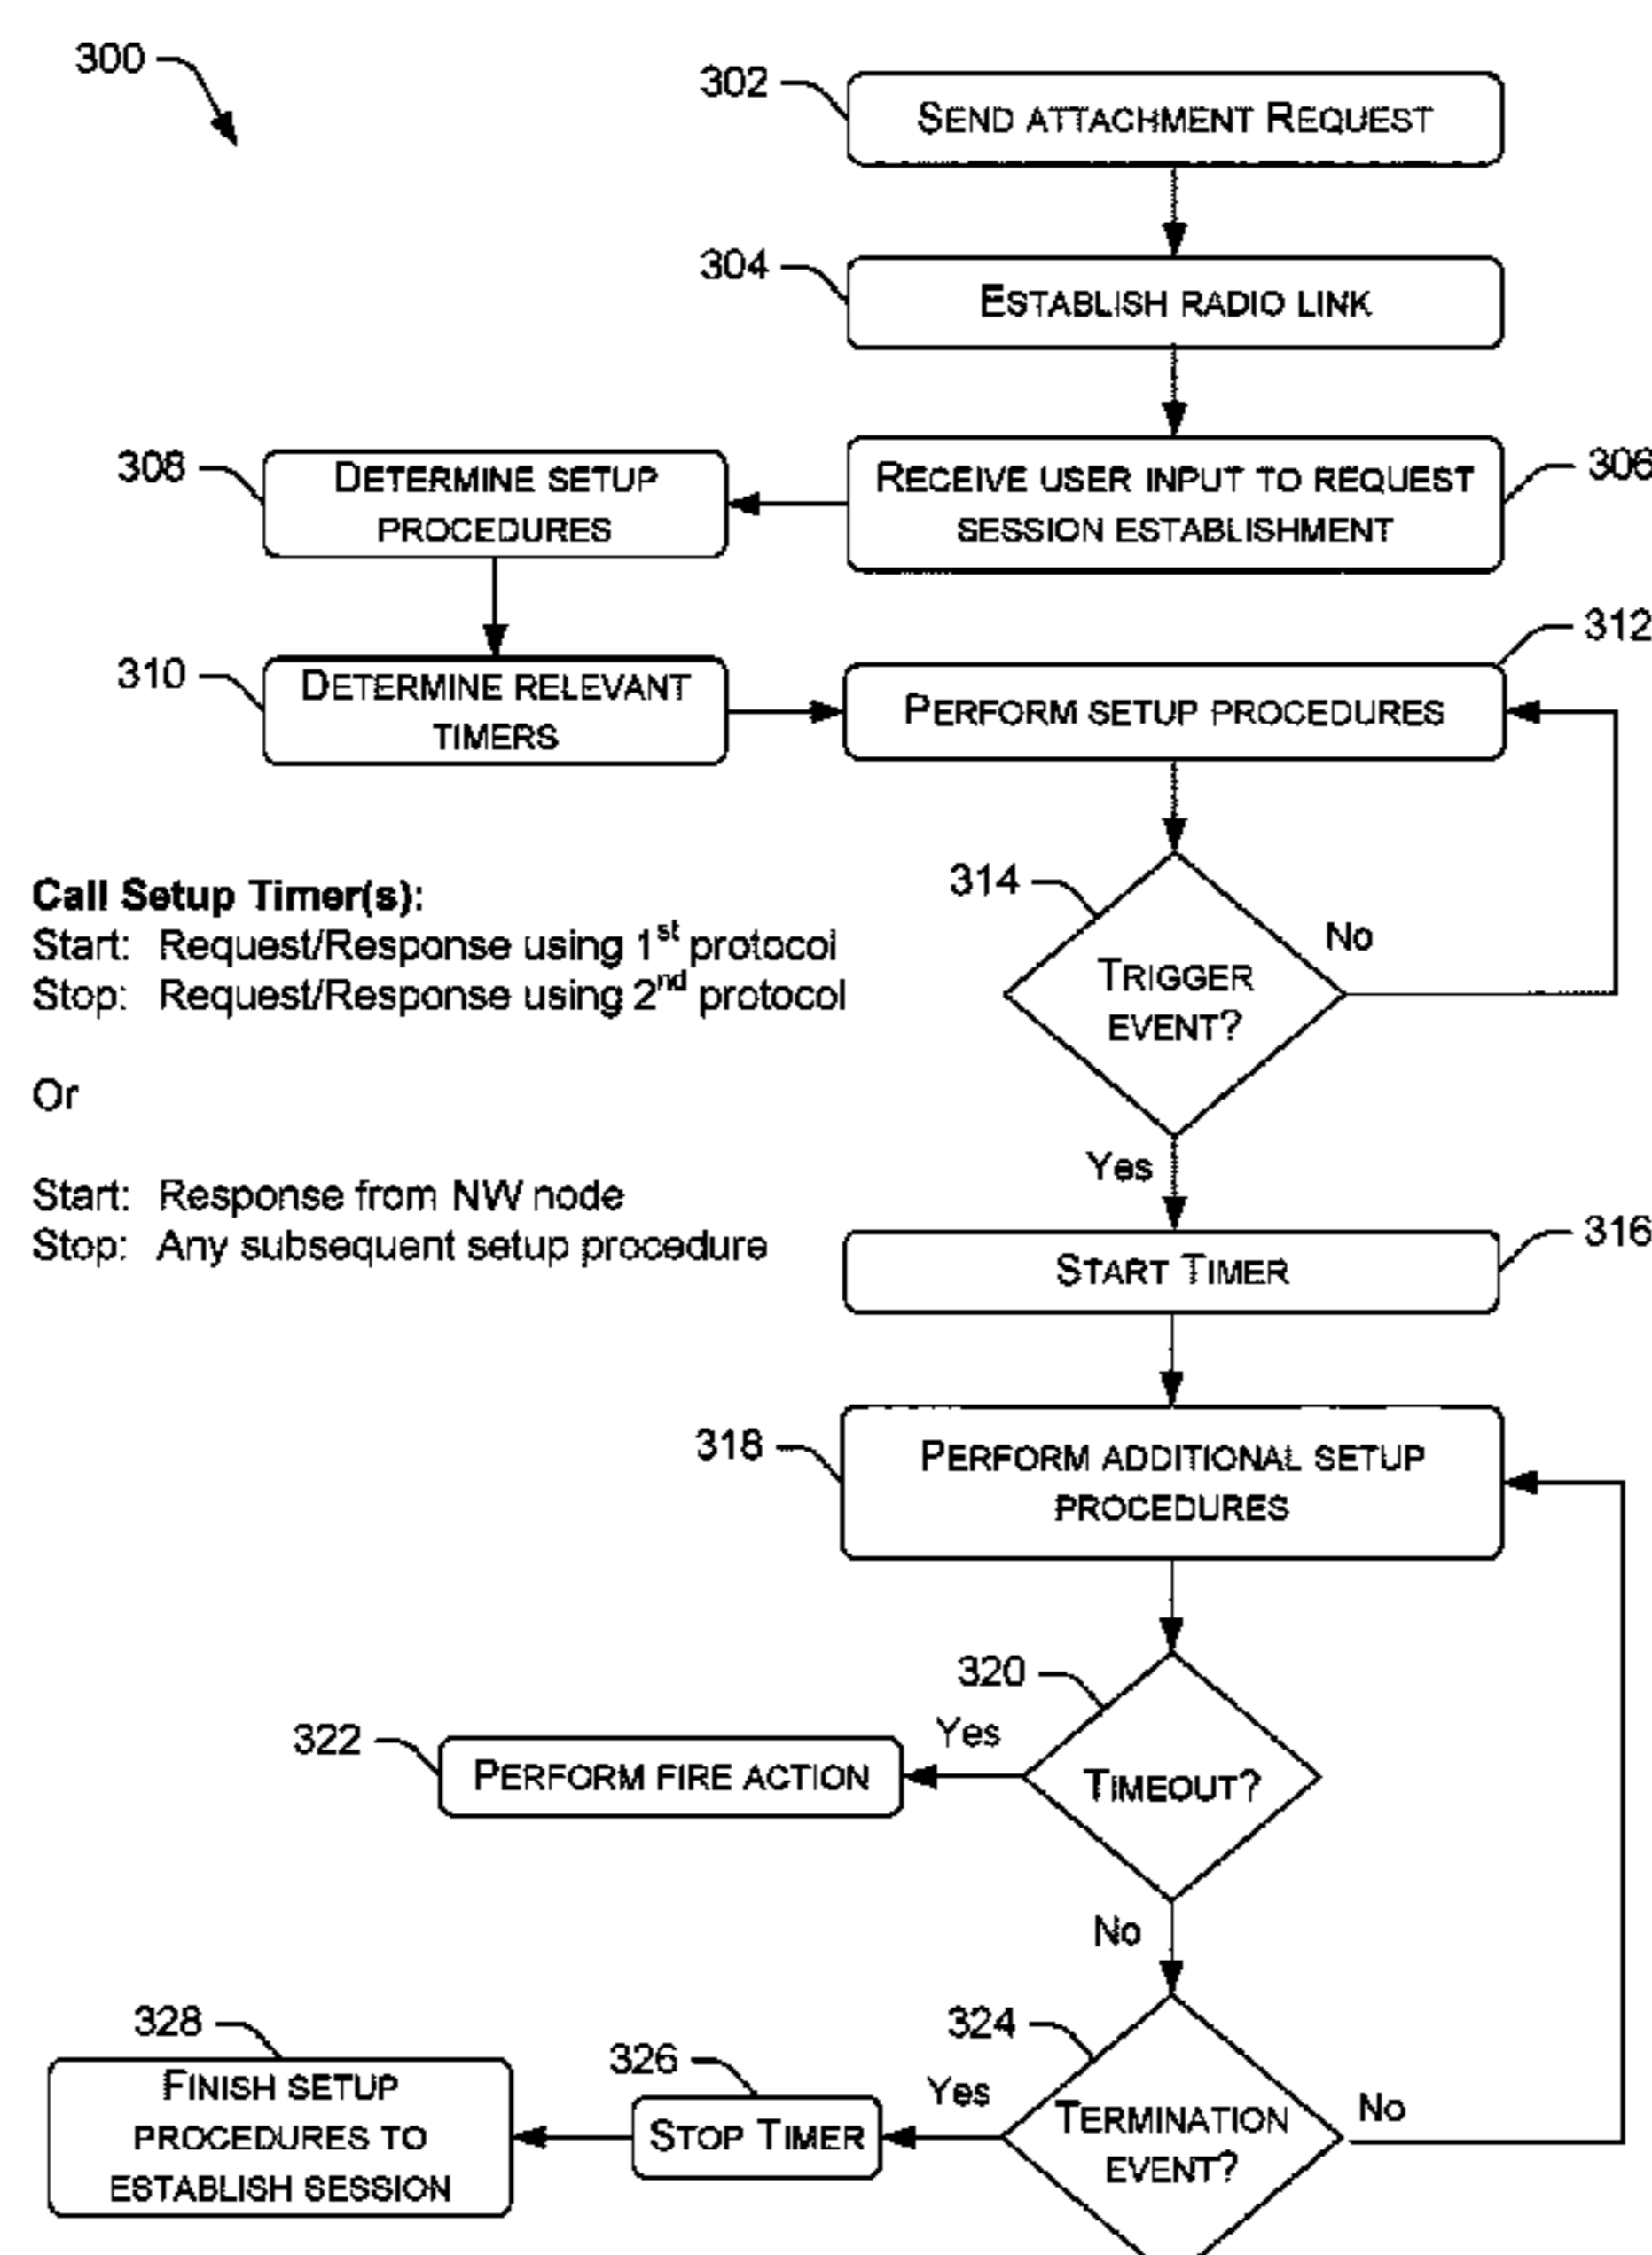 300
302
SEND ATTACHMENT REQUEST
304
ESTABLISH RADIO LINK
308
DETERMINE SETUP
PROCEDURES
RECEIVE USER INPUT TO REQUEST
SESSION ESTABLISHMENT
306
310
DETERMINE RELEVANT
TIMERS
312
PERFORM SETUP PROCEDURES
Call Setup Timer(s):
Start: Request/Response using 1st protocol
Stop: Request/Response using 2nd protocol
Or
Start: Response from NW node
Stop: Any subsequent setup procedure
314
TRIGGER
EVENT?
No
Yes
316
START TIMER
318
PERFORM ADDITIONAL SETUP
PROCEDURES
320
TIMEOUT?
Yes
322
PERFORM FIRE ACTION
No
324
TERMINATION
EVENT?
No
Yes
326
STOP TIMER
328
FINISH SETUP
PROCEDURES TO
ESTABLISH SESSION